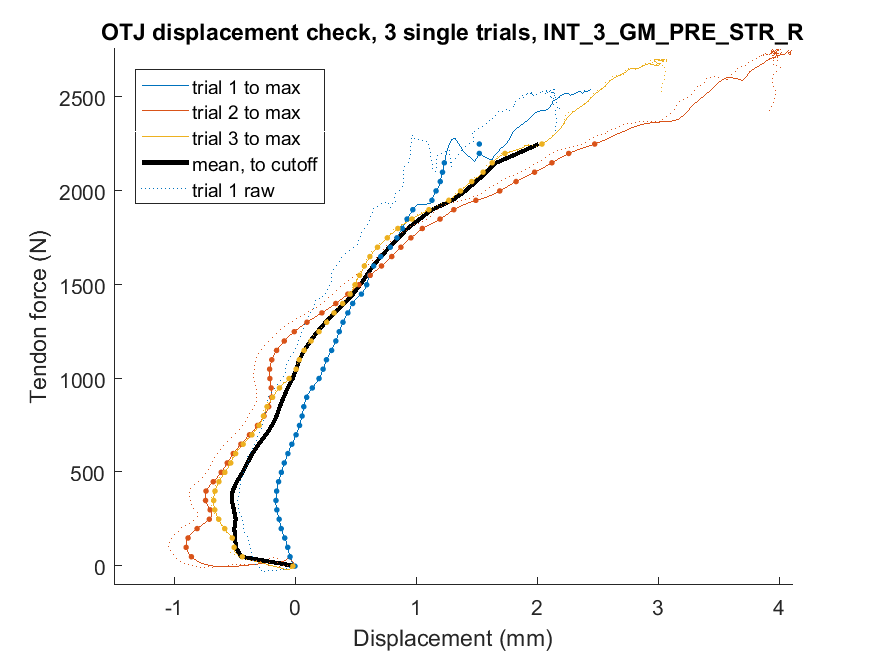 OTJ displacement check, 3 single trials, INT_3_GM_PRE_STR_R
trial 1 to max
trial 2 to max
trial 3 to max
mean, to cutoff
trial 1 raw
2500
2000
1500
1000
500
0
Tendon force (N)
-1 0 1 2 3 4
Displacement (mm)